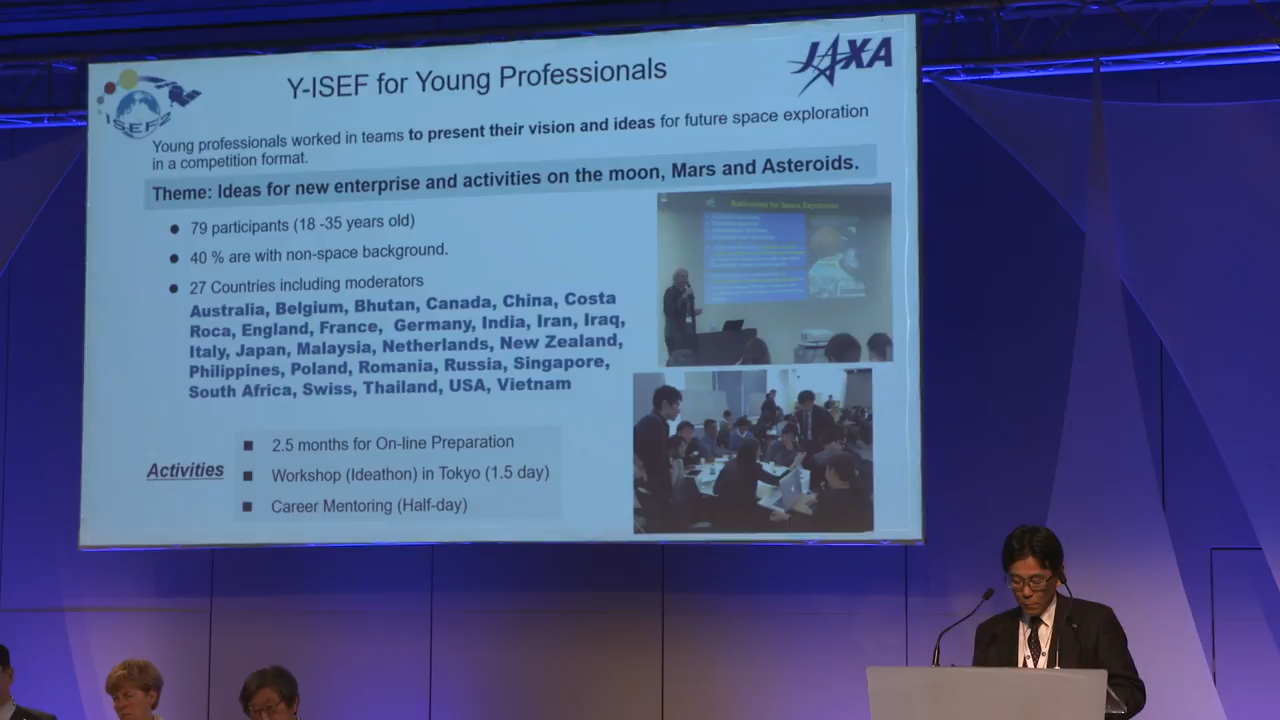 ISEF2
Y-ISEF for Young Professionals
JAXA
Young professionals worked in teams to present their vision and ideas for future space exploration
in a competition format.
Theme: Ideas for new enterprise and activities on the moon, Mars and Asteroids.
● 79 participants (18 -35 years old)
● 40 % are with non-space background.
● 27 Countries including moderators
Australia, Belgium, Bhutan, Canada, China, Costa
Roca, England, France, Germany, India, Iran, Iraq,
Italy, Japan, Malaysia, Netherlands, New Zealand,
Philippines, Poland, Romania, Russia, Singapore,
South Africa, Swiss, Thailand, USA, Vietnam
Activities
■ 2.5 months for On-line Preparation
■ Workshop (Ideathon) in Tokyo (1.5 day)
■ Career Mentoring (Half-day)